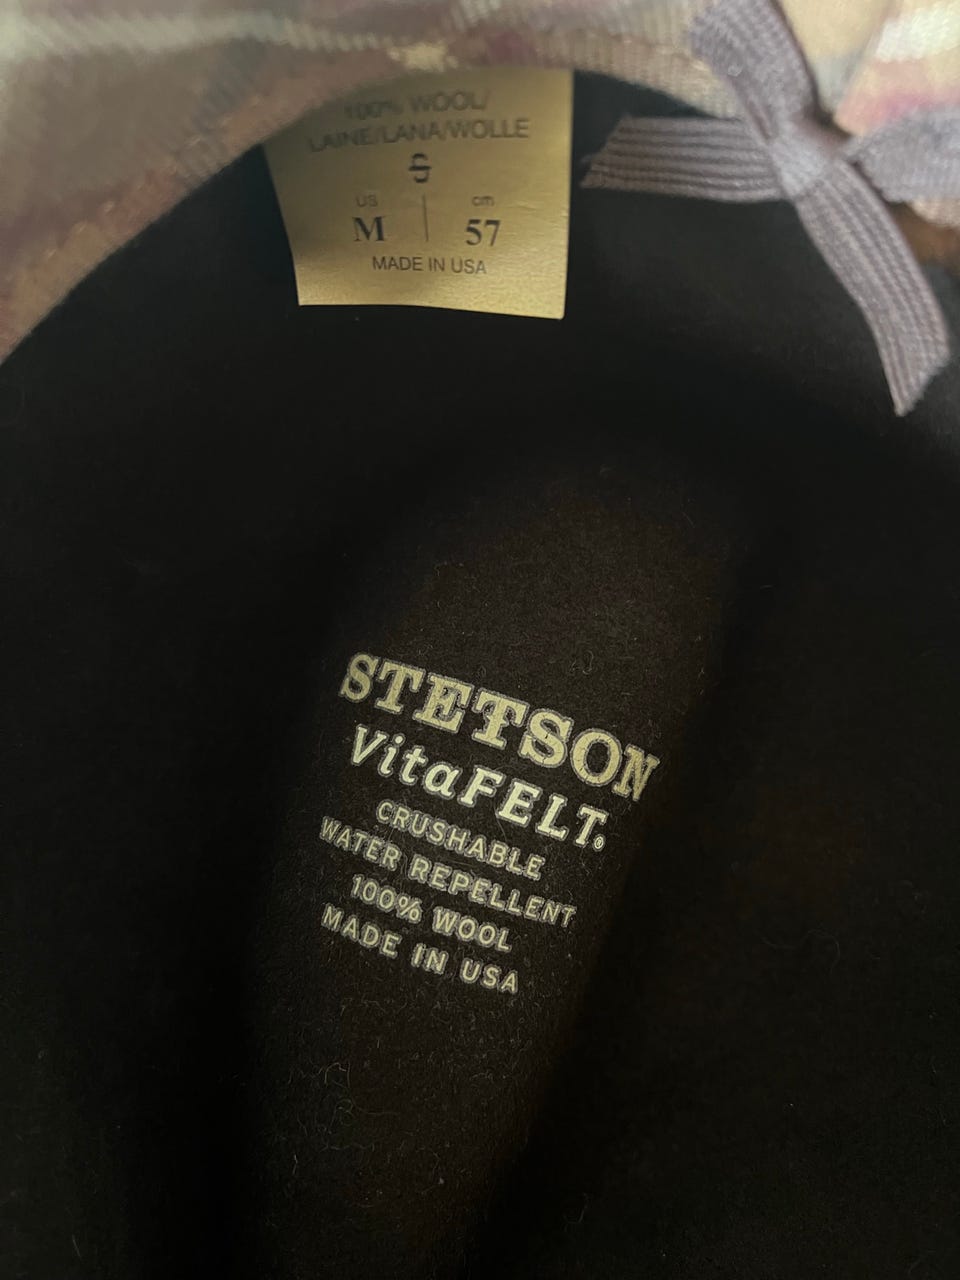 100% WOOL/
LAINE/LANA/WOLLE
S
US cm
M 57
MADE IN USA
STETSON
VitaFELT®
CRUSHABLE
WATER REPELLENT
100% WOOL
MADE IN USA